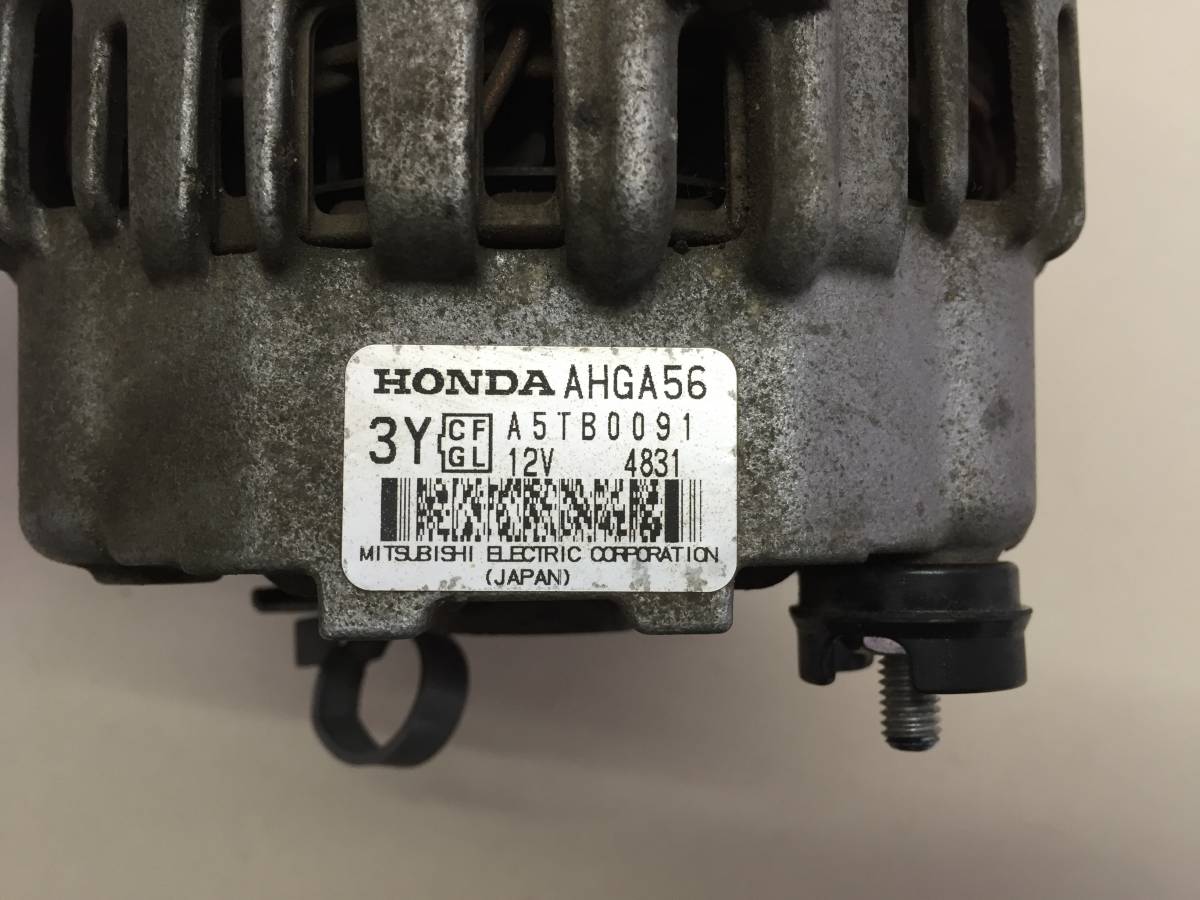 HONDA AHGA56
3Y CF GL A5TB0091
12V 4831
MITSUBISHI ELECTRIC CORPORATION
(JAPAN)